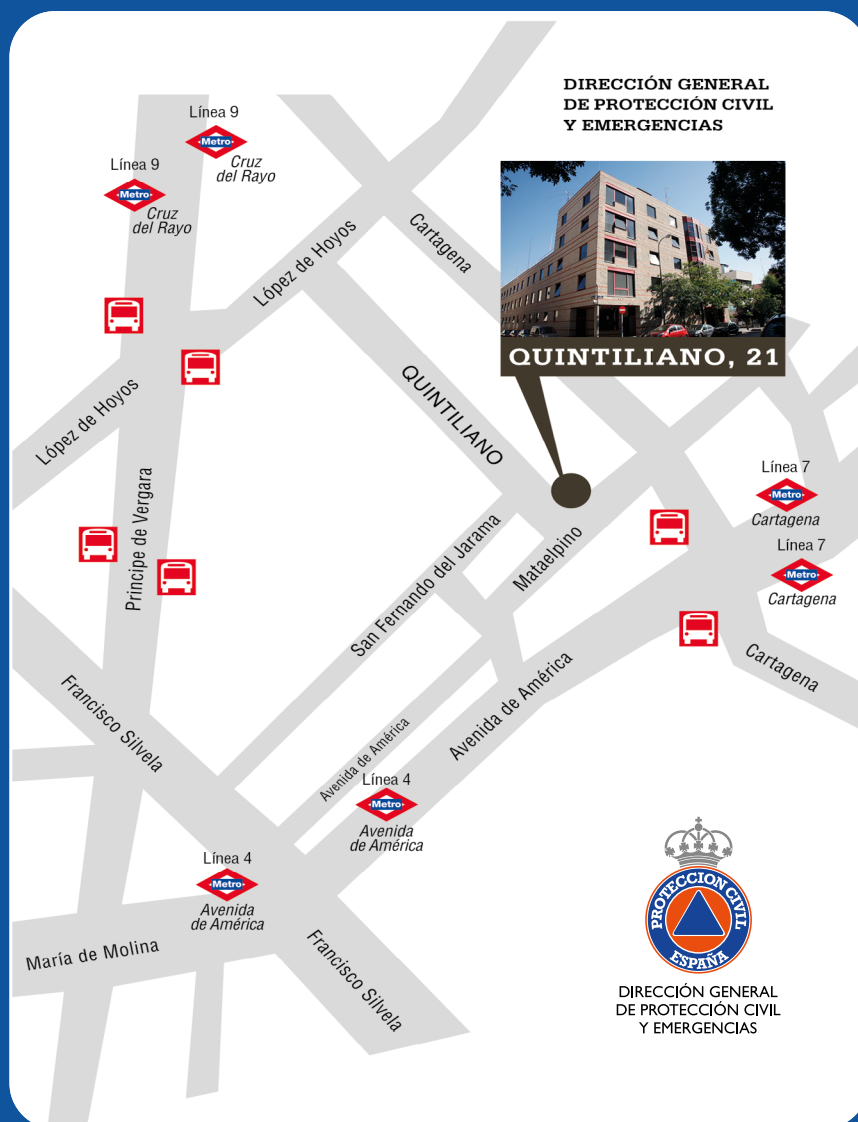 DIRECCIÓN GENERAL
DE PROTECCIÓN CIVIL
Y EMERGENCIAS
Línea 9
Metro
Cruz
del Rayo
Línea 9
Metro
Cruz
del Rayo
López de Hoyos
Cartagena
QUINTILIANO, 21
López de Hoyos
QUINTILIANO
Principe de Vergara
San Fernando del Jarama
Mataelpino
Línea 7
Metro
Cartagena
Línea 7
Metro
Cartagena
Cartagena
Francisco Silvela
Avenida de América
Avenida de América
Línea 4
Metro
Avenida
de América
Línea 4
Metro
Avenida
de América
María de Molina
Francisco Silvela
PROTECCION CIVIL
ESPAÑA
DIRECCIÓN GENERAL
DE PROTECCIÓN CIVIL
Y EMERGENCIAS